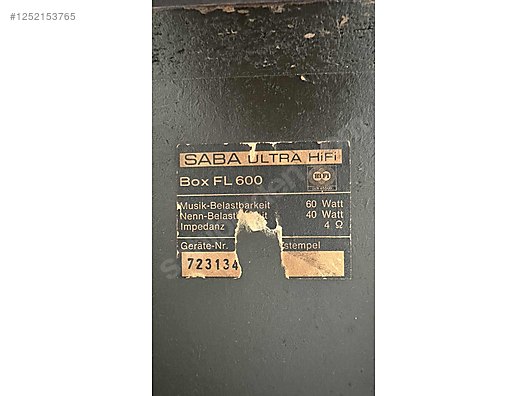 #1252153765
SABA ULTRA HiFi
Box FL 600
Musik-Belastbarkeit 60 Watt
Nenn-Belast it 40 Watt
Impedanz 4 Ω
Geräte-Nr. stempel
723134